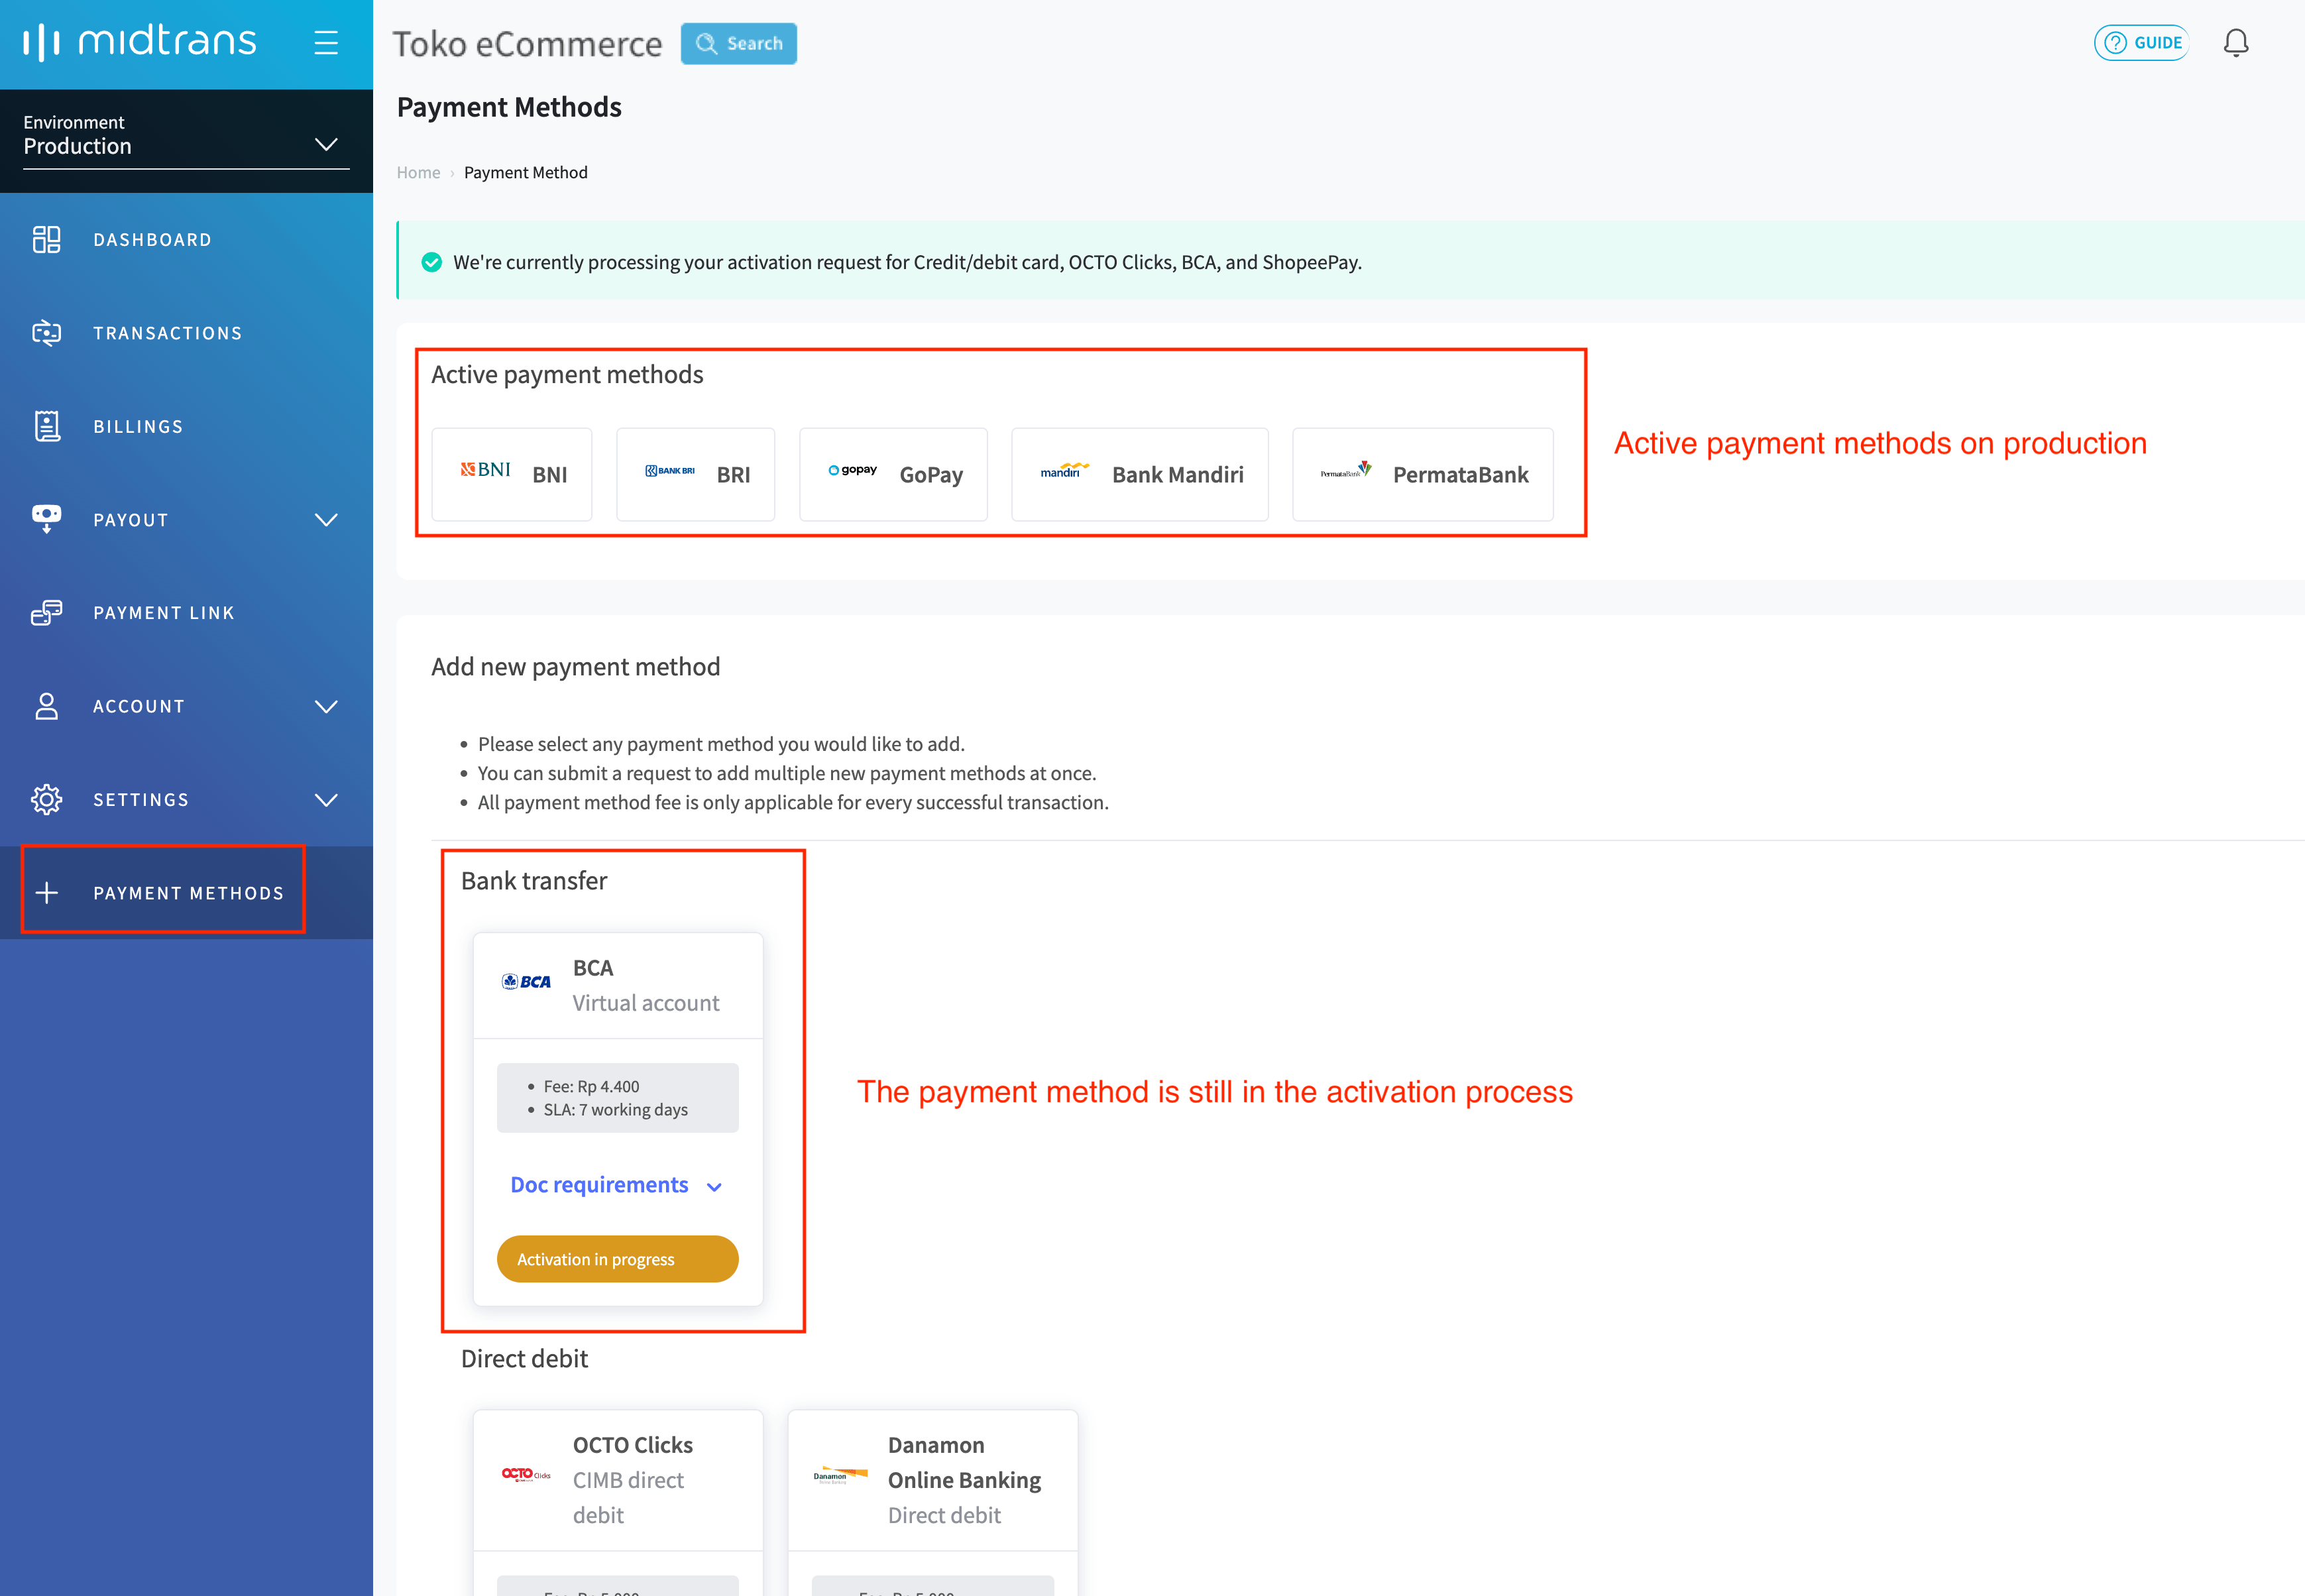 midtrans
Toko eCommerce
Search
GUIDE
Environment
Production
Payment Methods
Home › Payment Method
DASHBOARD
TRANSACTIONS
BILLINGS
PAYOUT
PAYMENT LINK
ACCOUNT
SETTINGS
PAYMENT METHODS
We're currently processing your activation request for Credit/debit card, OCTO Clicks, BCA, and ShopeePay.
Active payment methods
BNI BNI
BANK BRI BRI
gopay GoPay
mandiri Bank Mandiri
PermataBank PermataBank
Active payment methods on production
Add new payment method
• Please select any payment method you would like to add.
• You can submit a request to add multiple new payment methods at once.
• All payment method fee is only applicable for every successful transaction.
Bank transfer
BCA
BCA
Virtual account
• Fee: Rp 4.400
• SLA: 7 working days
Doc requirements
Activation in progress
The payment method is still in the activation process
Direct debit
OCTO Clicks
OCTO Clicks
CIMB direct
debit
Danamon
Danamon
Online Banking
Direct debit